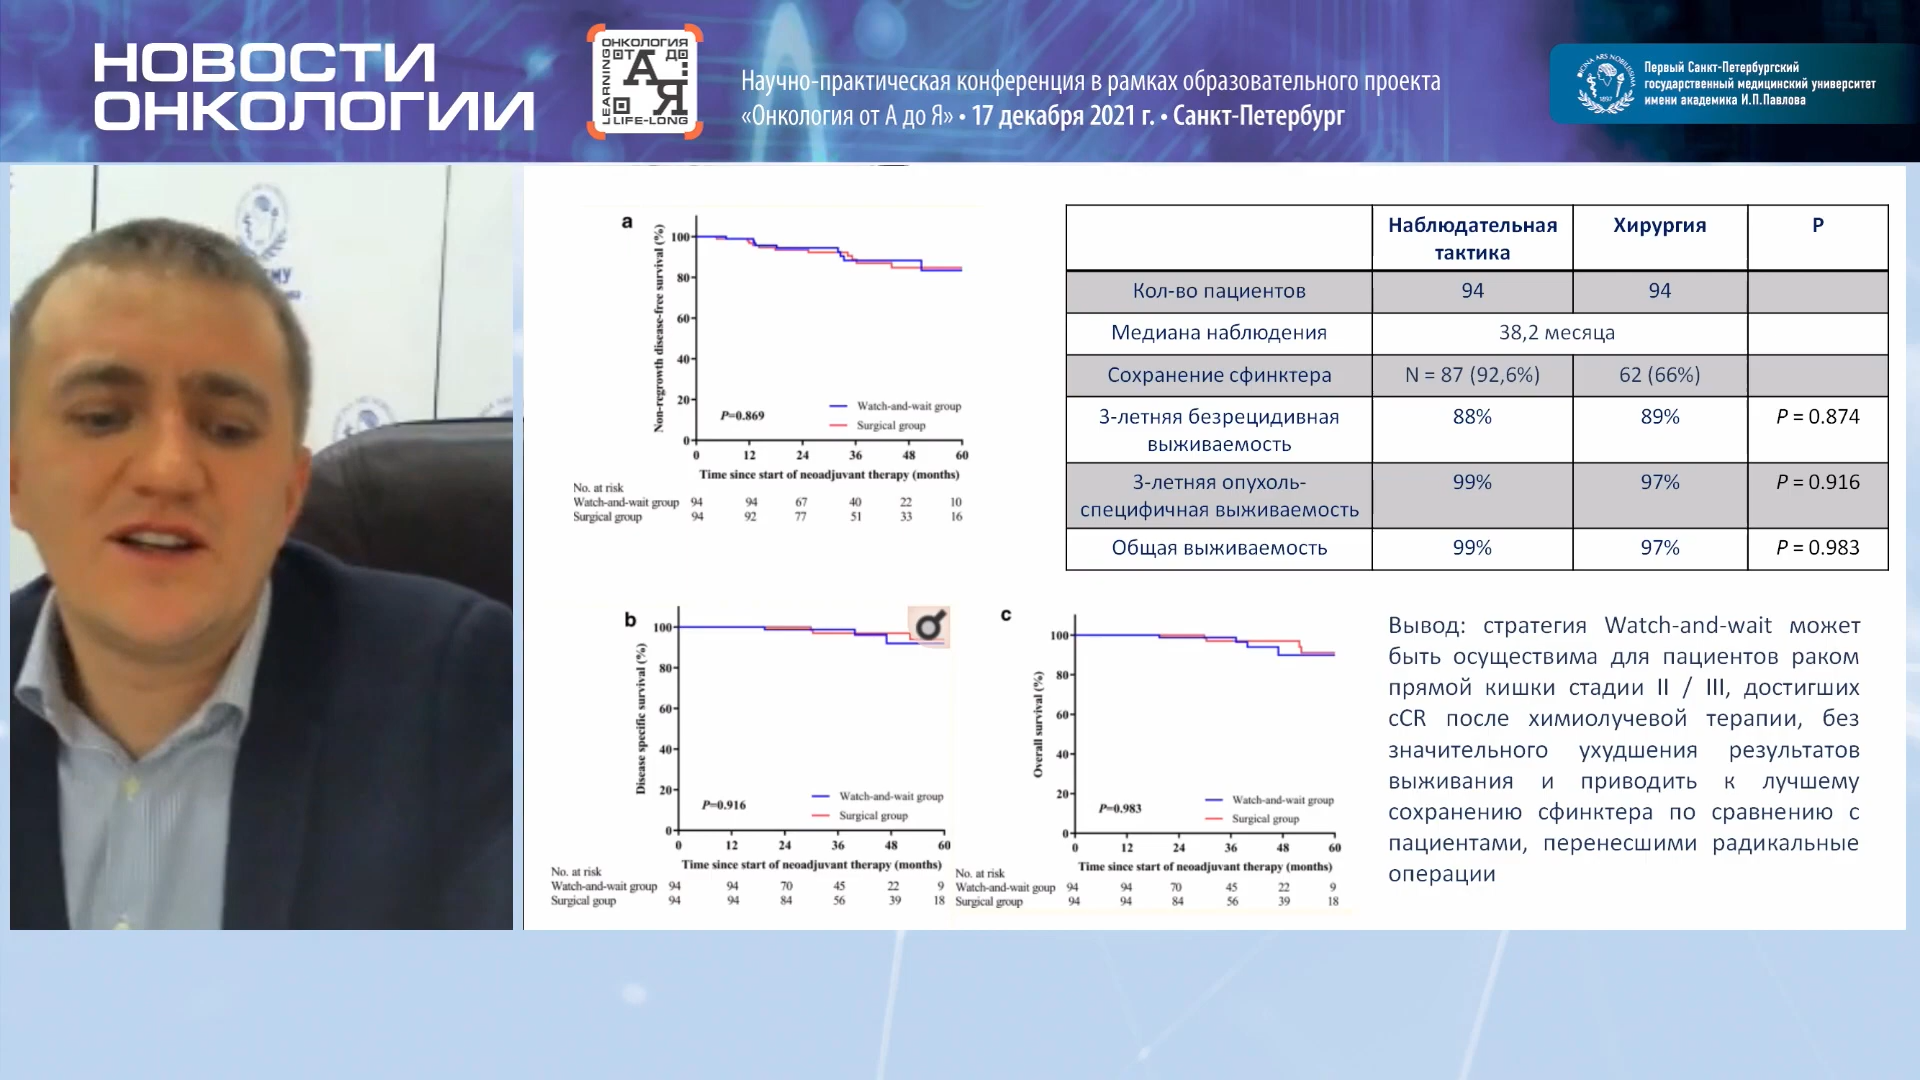 НОВОСТИ
ОНКОЛОГИИ
ОНКОЛОГИЯ
ОТ А ДО Я
LEARNING
LIFE-LONG
Научно-практическая конференция в рамках образовательного проекта
«Онкология от А до Я» • 17 декабря 2021 г. • Санкт-Петербург
Первый Санкт-Петербургский
государственный медицинский университет
имени академика И.П.Павлова
1897
a
Non-regrowth disease-free survival (%)
100
80
60
40
20
0
P=0.869
Watch-and-wait group
Surgical group
0 12 24 36 48 60
Time since start of neoadjuvant therapy (months)
No. at risk
Watch-and-wait group 94 94 67 40 22 10
Surgical group 94 92 77 51 33 16
Наблюдательная тактика Хирургия P
Кол-во пациентов 94 94
Медиана наблюдения 38,2 месяца
Сохранение сфинктера N = 87 (92,6%) 62 (66%)
3-летняя безрецидивная выживаемость 88% 89% P = 0.874
3-летняя опухоль-специфичная выживаемость 99% 97% P = 0.916
Общая выживаемость 99% 97% P = 0.983
b
Disease specific survival (%)
100
80
60
40
20
0
P=0.916
Watch-and-wait group
Surgical group
0 12 24 36 48 60
Time since start of neoadjuvant therapy (months)
No. at risk
Watch-and-wait group 94 94 70 45 22 9
Surgical goup 94 94 84 56 39 18
c
Overall survival (%)
100
80
60
40
20
0
P=0.983
Watch-and-wait group
Surgical group
0 12 24 36 48 60
Time since start of neoadjuvant therapy (months)
No. at risk
Watch-and-wait goup 94 94 70 45 22 9
Surgical group 94 94 84 56 39 18
Вывод: стратегия Watch-and-wait может
быть осуществима для пациентов раком
прямой кишки стадии II / III, достигших
cCR после химиолучевой терапии, без
значительного ухудшения результатов
выживания и приводить к лучшему
сохранению сфинктера по сравнению с
пациентами, перенесшими радикальные
операции